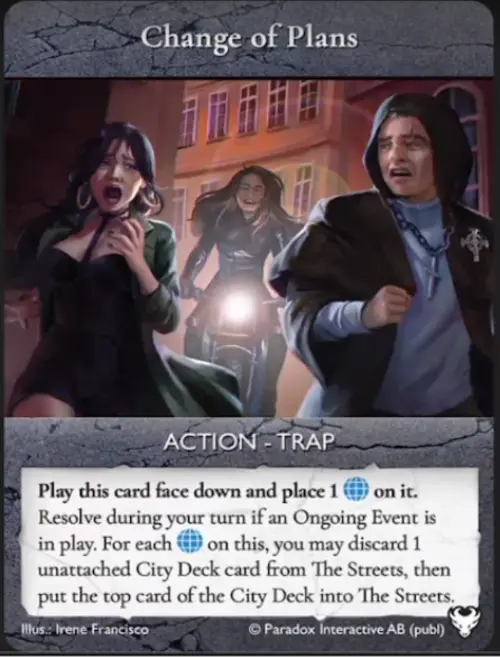 Change of Plans
ACTION - TRAP
Play this card face down and place 1 on it.
Resolve during your turn if an Ongoing Event is
in play. For each on this, you may discard 1
unattached City Deck card from The Streets, then
put the top card of the City Deck into The Streets.
Illus.: Irene Francisco © Paradox Interactive AB (publ)